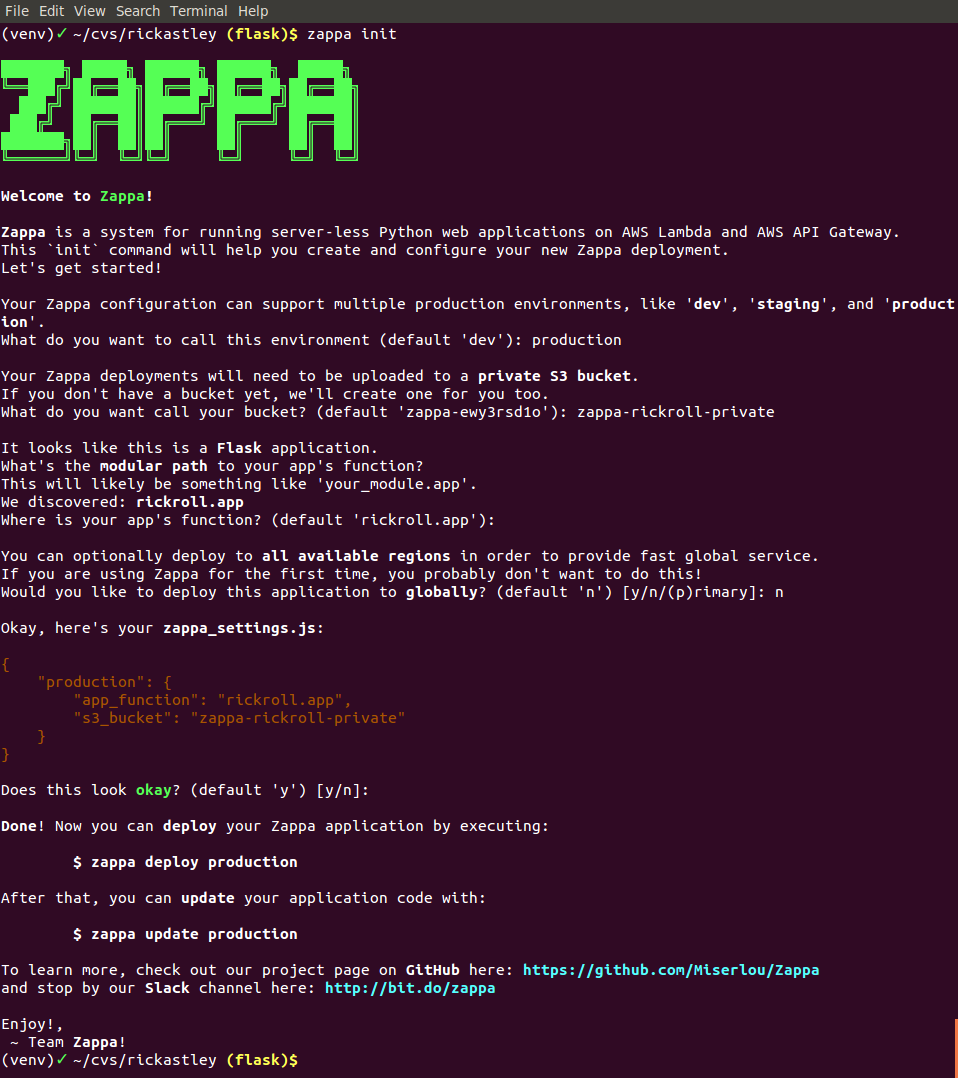 File Edit View Search Terminal Help
(venv)✓ ~/cvs/rickastley (flask)$ zappa init
ZAPPA
Welcome to Zappa!
Zappa is a system for running server-less Python web applications on AWS Lambda and AWS API Gateway.
This `init` command will help you create and configure your new Zappa deployment.
Let's get started!
Your Zappa configuration can support multiple production environments, like 'dev', 'staging', and 'product
ion'.
What do you want to call this environment (default 'dev'): production
Your Zappa deployments will need to be uploaded to a private S3 bucket.
If you don't have a bucket yet, we'll create one for you too.
What do you want call your bucket? (default 'zappa-ewy3rsd1o'): zappa-rickroll-private
It looks like this is a Flask application.
What's the modular path to your app's function?
This will likely be something like 'your_module.app'.
We discovered: rickroll.app
Where is your app's function? (default 'rickroll.app'):
You can optionally deploy to all available regions in order to provide fast global service.
If you are using Zappa for the first time, you probably don't want to do this!
Would you like to deploy this application to globally? (default 'n') [y/n/(p)rimary]: n
Okay, here's your zappa_settings.js:
{
    "production": {
        "app_function": "rickroll.app",
        "s3_bucket": "zappa-rickroll-private"
    }
}
Does this look okay? (default 'y') [y/n]:
Done! Now you can deploy your Zappa application by executing:
        $ zappa deploy production
After that, you can update your application code with:
        $ zappa update production
To learn more, check out our project page on GitHub here: https://github.com/Miserlou/Zappa
and stop by our Slack channel here: http://bit.do/zappa
Enjoy!,
 ~ Team Zappa!
(venv)✓ ~/cvs/rickastley (flask)$